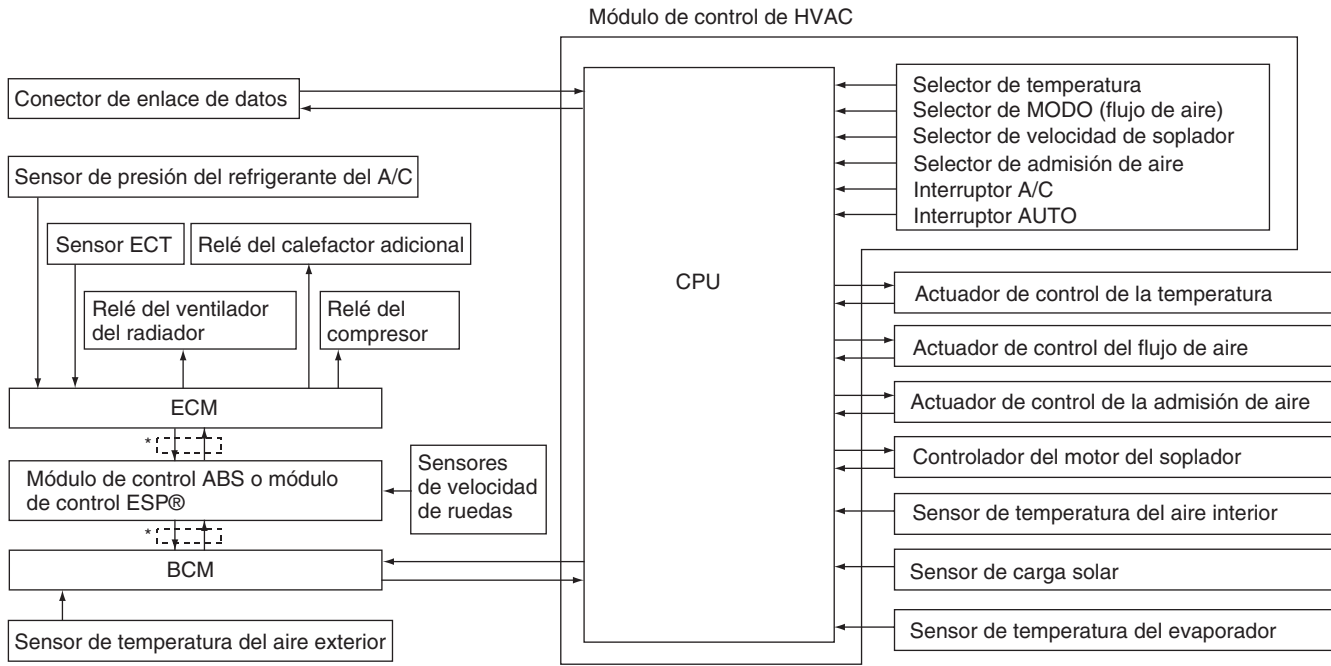 Módulo de control de HVAC
Conector de enlace de datos
Sensor de presión del refrigerante del A/C
Sensor ECT
Relé del calefactor adicional
Relé del ventilador
del radiador
Relé del
compresor
ECM
*
Módulo de control ABS o módulo
de control ESP®
Sensores
de velocidad
de ruedas
*
BCM
Sensor de temperatura del aire exterior
CPU
Selector de temperatura
Selector de MODO (flujo de aire)
Selector de velocidad de soplador
Selector de admisión de aire
Interruptor A/C
Interruptor AUTO
Actuador de control de la temperatura
Actuador de control del flujo de aire
Actuador de control de la admisión de aire
Controlador del motor del soplador
Sensor de temperatura del aire interior
Sensor de carga solar
Sensor de temperatura del evaporador